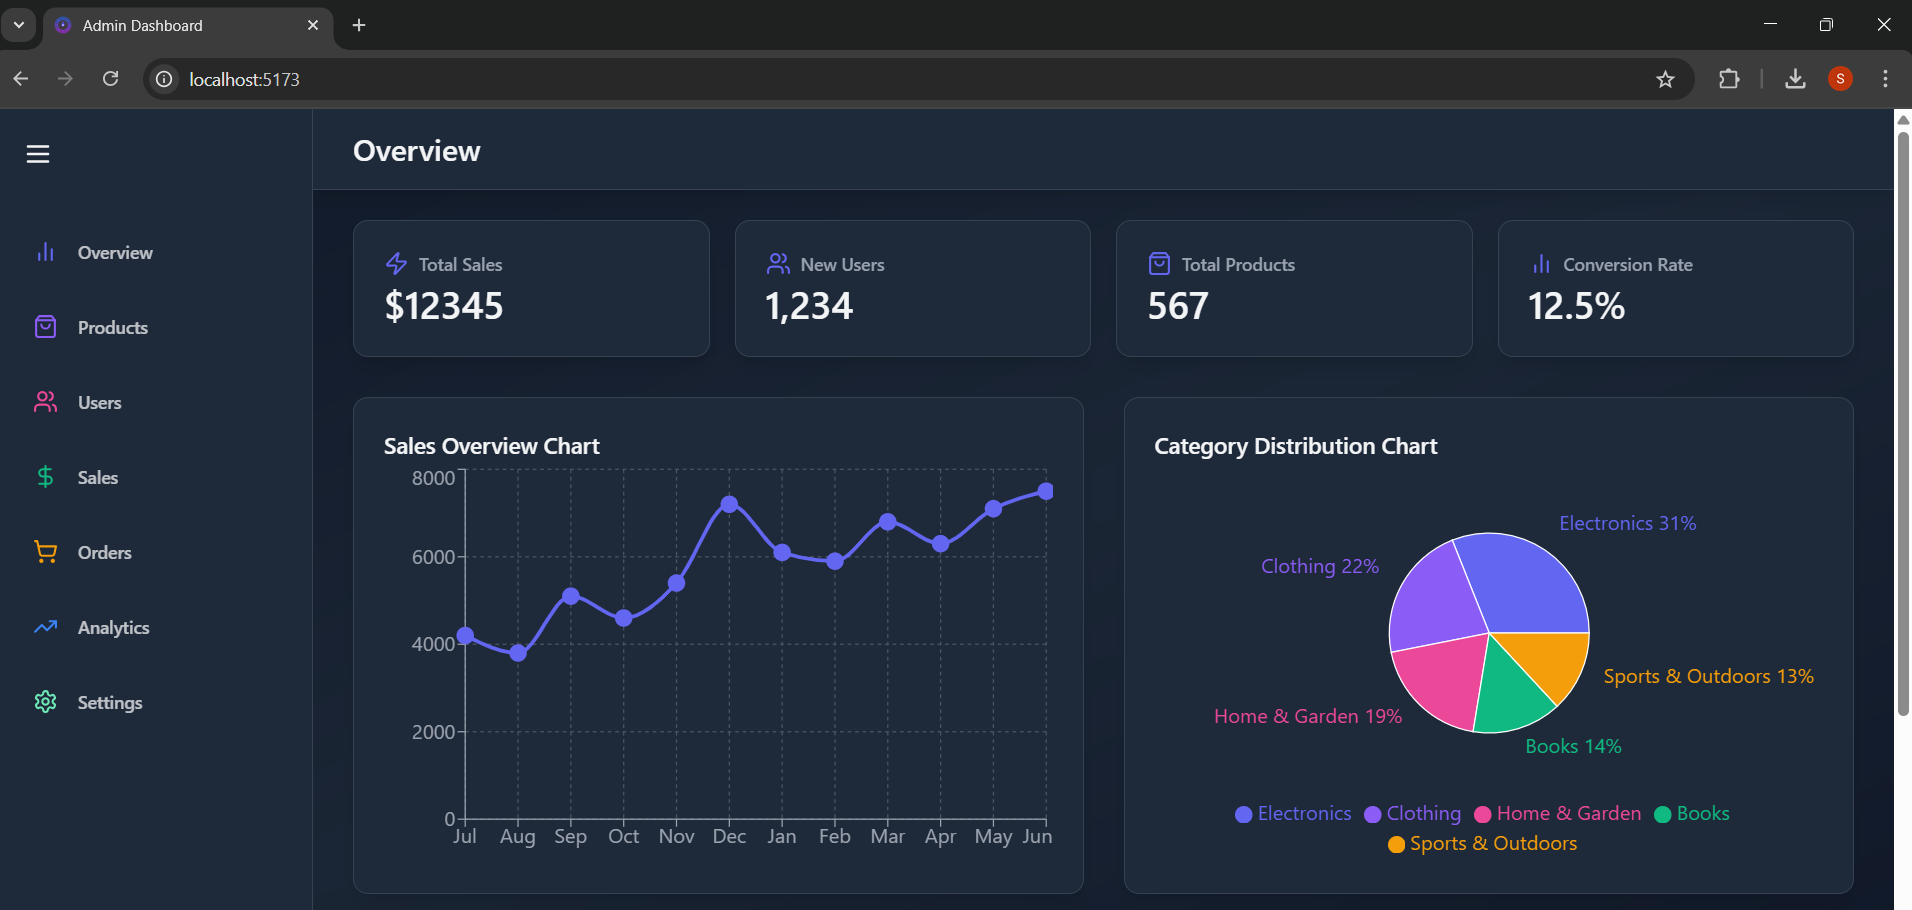 Admin Dashboard
localhost:5173
S
Overview
Overview
Products
Users
Sales
Orders
Analytics
Settings
Total Sales
$12345
New Users
1,234
Total Products
567
Conversion Rate
12.5%
Sales Overview Chart
8000
6000
4000
2000
0
Jul Aug Sep Oct Nov Dec Jan Feb Mar Apr May Jun
Category Distribution Chart
Electronics 31%
Clothing 22%
Sports & Outdoors 13%
Home & Garden 19%
Books 14%
Electronics Clothing Home & Garden Books
Sports & Outdoors